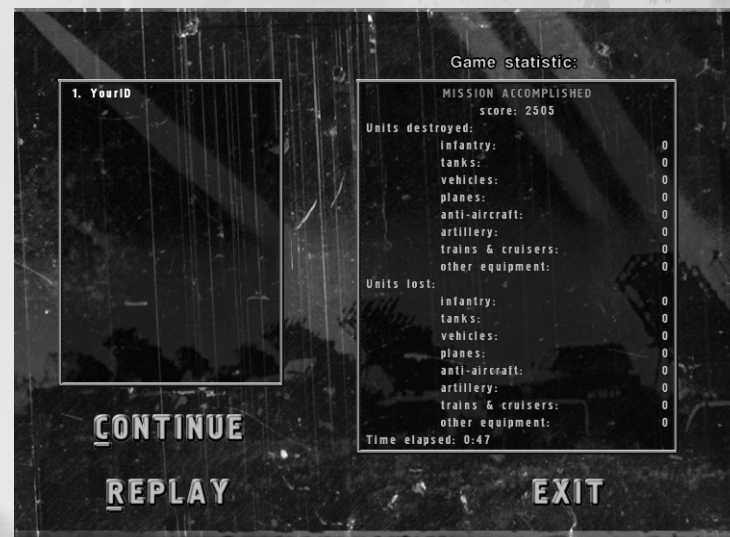 Game statistic:
1. YourID
MISSION ACCOMPLISHED
score: 2505
Units destroyed:
infantry: 0
tanks: 0
vehicles: 0
planes: 0
anti-aircraft: 0
artillery: 0
trains & cruisers: 0
other equipment: 0
Units lost:
infantry: 0
tanks: 0
vehicles: 0
planes: 0
anti-aircraft: 0
artillery: 0
trains & cruisers: 0
other equipment: 0
Time elapsed: 0:47
CONTINUE
REPLAY
EXIT